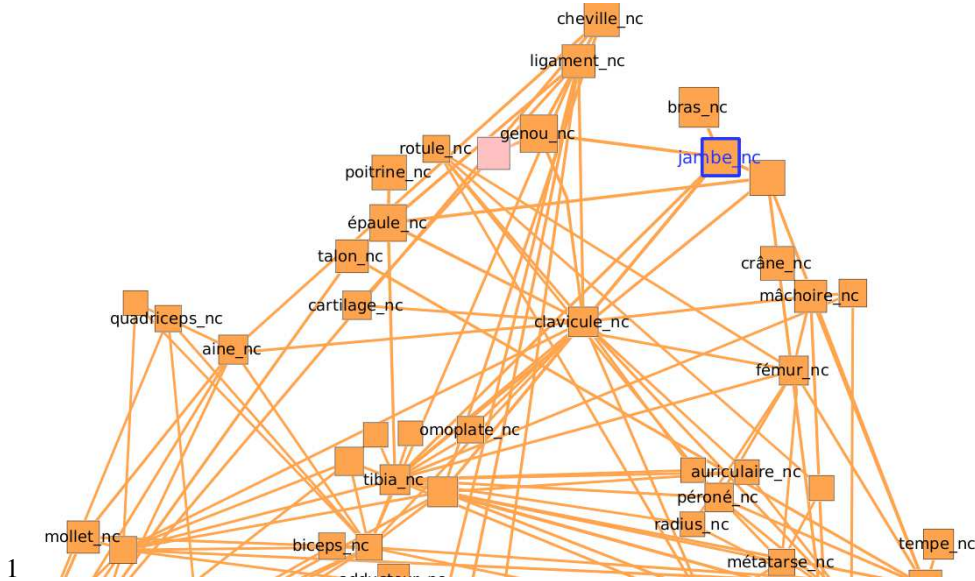 cheville_nc
ligament_nc
bras_nc
genou_nc
rotule_nc
jambe_nc
poitrine_nc
épaule_nc
talon_nc
crâne_nc
mâchoire_nc
cartilage_nc
quadriceps_nc
clavicule_nc
aine_nc
fémur_nc
omoplate_nc
auriculaire_nc
tibia_nc
péroné_nc
radius_nc
mollet_nc
biceps_nc
tempe_nc
métatarse_nc
adducteur_nc
1